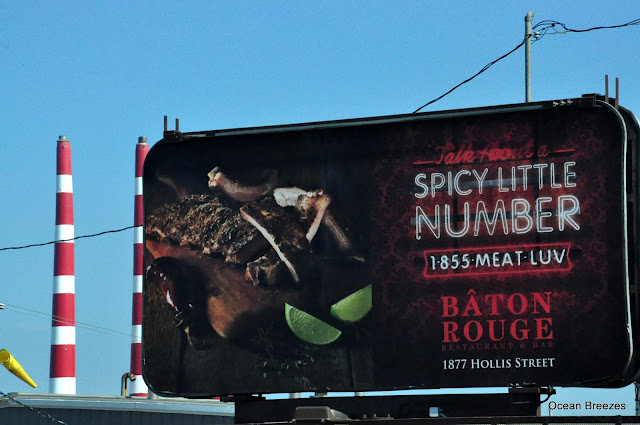 Talk About a
SPICY LITTLE
NUMBER
1·855·MEAT·LUV
BÂTON
ROUGE
RESTAURANT & BAR
1877 HOLLIS STREET
Ocean Breezes